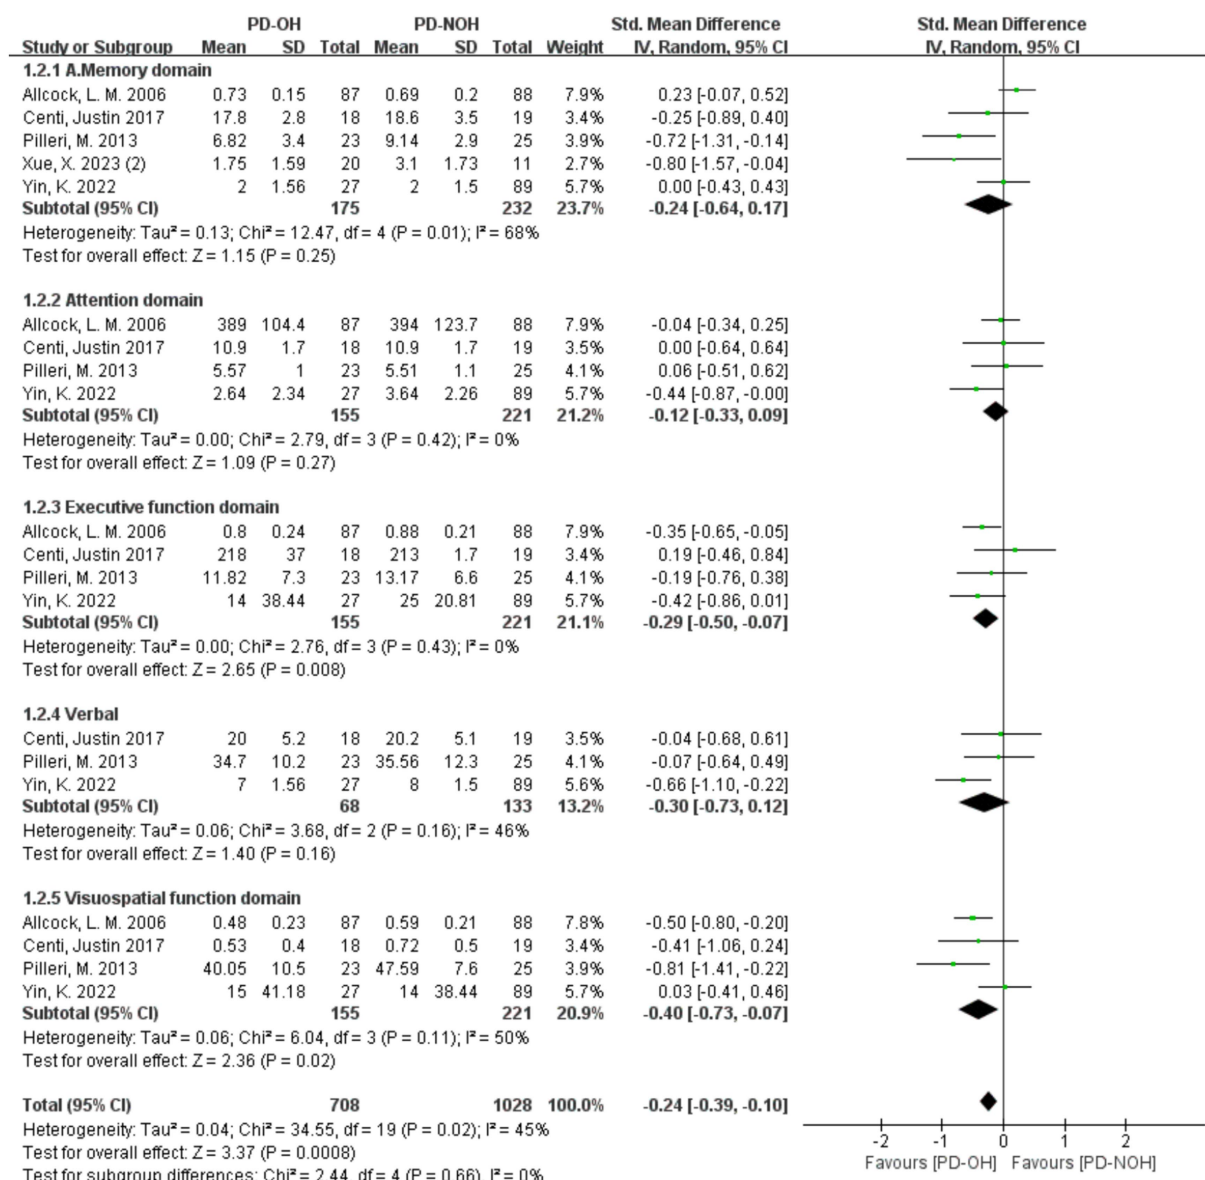 PD-OH PD-NOH Std. Mean Difference Std. Mean Difference
Study or Subgroup Mean SD Total Mean SD Total Weight IV, Random, 95% CI IV, Random, 95% CI
1.2.1 A.Memory domain
Allcock, L. M. 2006 0.73 0.15 87 0.69 0.2 88 7.9% 0.23 [-0.07, 0.52]
Centi, Justin 2017 17.8 2.8 18 18.6 3.5 19 3.4% -0.25 [-0.89, 0.40]
Pilleri, M. 2013 6.82 3.4 23 9.14 2.9 25 3.9% -0.72 [-1.31, -0.14]
Xue, X. 2023 (2) 1.75 1.59 20 3.1 1.73 11 2.7% -0.80 [-1.57, -0.04]
Yin, K. 2022 2 1.56 27 2 1.5 89 5.7% 0.00 [-0.43, 0.43]
Subtotal (95% CI) 175 232 23.7% -0.24 [-0.64, 0.17]
Heterogeneity: Tau² = 0.13; Chi² = 12.47, df = 4 (P = 0.01); I² = 68%
Test for overall effect: Z = 1.15 (P = 0.25)
1.2.2 Attention domain
Allcock, L. M. 2006 389 104.4 87 394 123.7 88 7.9% -0.04 [-0.34, 0.25]
Centi, Justin 2017 10.9 1.7 18 10.9 1.7 19 3.5% 0.00 [-0.64, 0.64]
Pilleri, M. 2013 5.57 1 23 5.51 1.1 25 4.1% 0.06 [-0.51, 0.62]
Yin, K. 2022 2.64 2.34 27 3.64 2.26 89 5.7% -0.44 [-0.87, -0.00]
Subtotal (95% CI) 155 221 21.2% -0.12 [-0.33, 0.09]
Heterogeneity: Tau² = 0.00; Chi² = 2.79, df = 3 (P = 0.42); I² = 0%
Test for overall effect: Z = 1.09 (P = 0.27)
1.2.3 Executive function domain
Allcock, L. M. 2006 0.8 0.24 87 0.88 0.21 88 7.9% -0.35 [-0.65, -0.05]
Centi, Justin 2017 218 37 18 213 1.7 19 3.4% 0.19 [-0.46, 0.84]
Pilleri, M. 2013 11.82 7.3 23 13.17 6.6 25 4.1% -0.19 [-0.76, 0.38]
Yin, K. 2022 14 38.44 27 25 20.81 89 5.7% -0.42 [-0.86, 0.01]
Subtotal (95% CI) 155 221 21.1% -0.29 [-0.50, -0.07]
Heterogeneity: Tau² = 0.00; Chi² = 2.76, df = 3 (P = 0.43); I² = 0%
Test for overall effect: Z = 2.65 (P = 0.008)
1.2.4 Verbal
Centi, Justin 2017 20 5.2 18 20.2 5.1 19 3.5% -0.04 [-0.68, 0.61]
Pilleri, M. 2013 34.7 10.2 23 35.56 12.3 25 4.1% -0.07 [-0.64, 0.49]
Yin, K. 2022 7 1.56 27 8 1.5 89 5.6% -0.66 [-1.10, -0.22]
Subtotal (95% CI) 68 133 13.2% -0.30 [-0.73, 0.12]
Heterogeneity: Tau² = 0.06; Chi² = 3.68, df = 2 (P = 0.16); I² = 46%
Test for overall effect: Z = 1.40 (P = 0.16)
1.2.5 Visuospatial function domain
Allcock, L. M. 2006 0.48 0.23 87 0.59 0.21 88 7.8% -0.50 [-0.80, -0.20]
Centi, Justin 2017 0.53 0.4 18 0.72 0.5 19 3.4% -0.41 [-1.06, 0.24]
Pilleri, M. 2013 40.05 10.5 23 47.59 7.6 25 3.9% -0.81 [-1.41, -0.22]
Yin, K. 2022 15 41.18 27 14 38.44 89 5.7% 0.03 [-0.41, 0.46]
Subtotal (95% CI) 155 221 20.9% -0.40 [-0.73, -0.07]
Heterogeneity: Tau² = 0.06; Chi² = 6.04, df = 3 (P = 0.11); I² = 50%
Test for overall effect: Z = 2.36 (P = 0.02)
Total (95% CI) 708 1028 100.0% -0.24 [-0.39, -0.10]
Heterogeneity: Tau² = 0.04; Chi² = 34.55, df = 19 (P = 0.02); I² = 45%
Test for overall effect: Z = 3.37 (P = 0.0008)
Test for subgroup differences: Chi² = 2.44, df = 4 (P = 0.66), I² = 0%
-2 -1 0 1 2
Favours [PD-OH] Favours [PD-NOH]